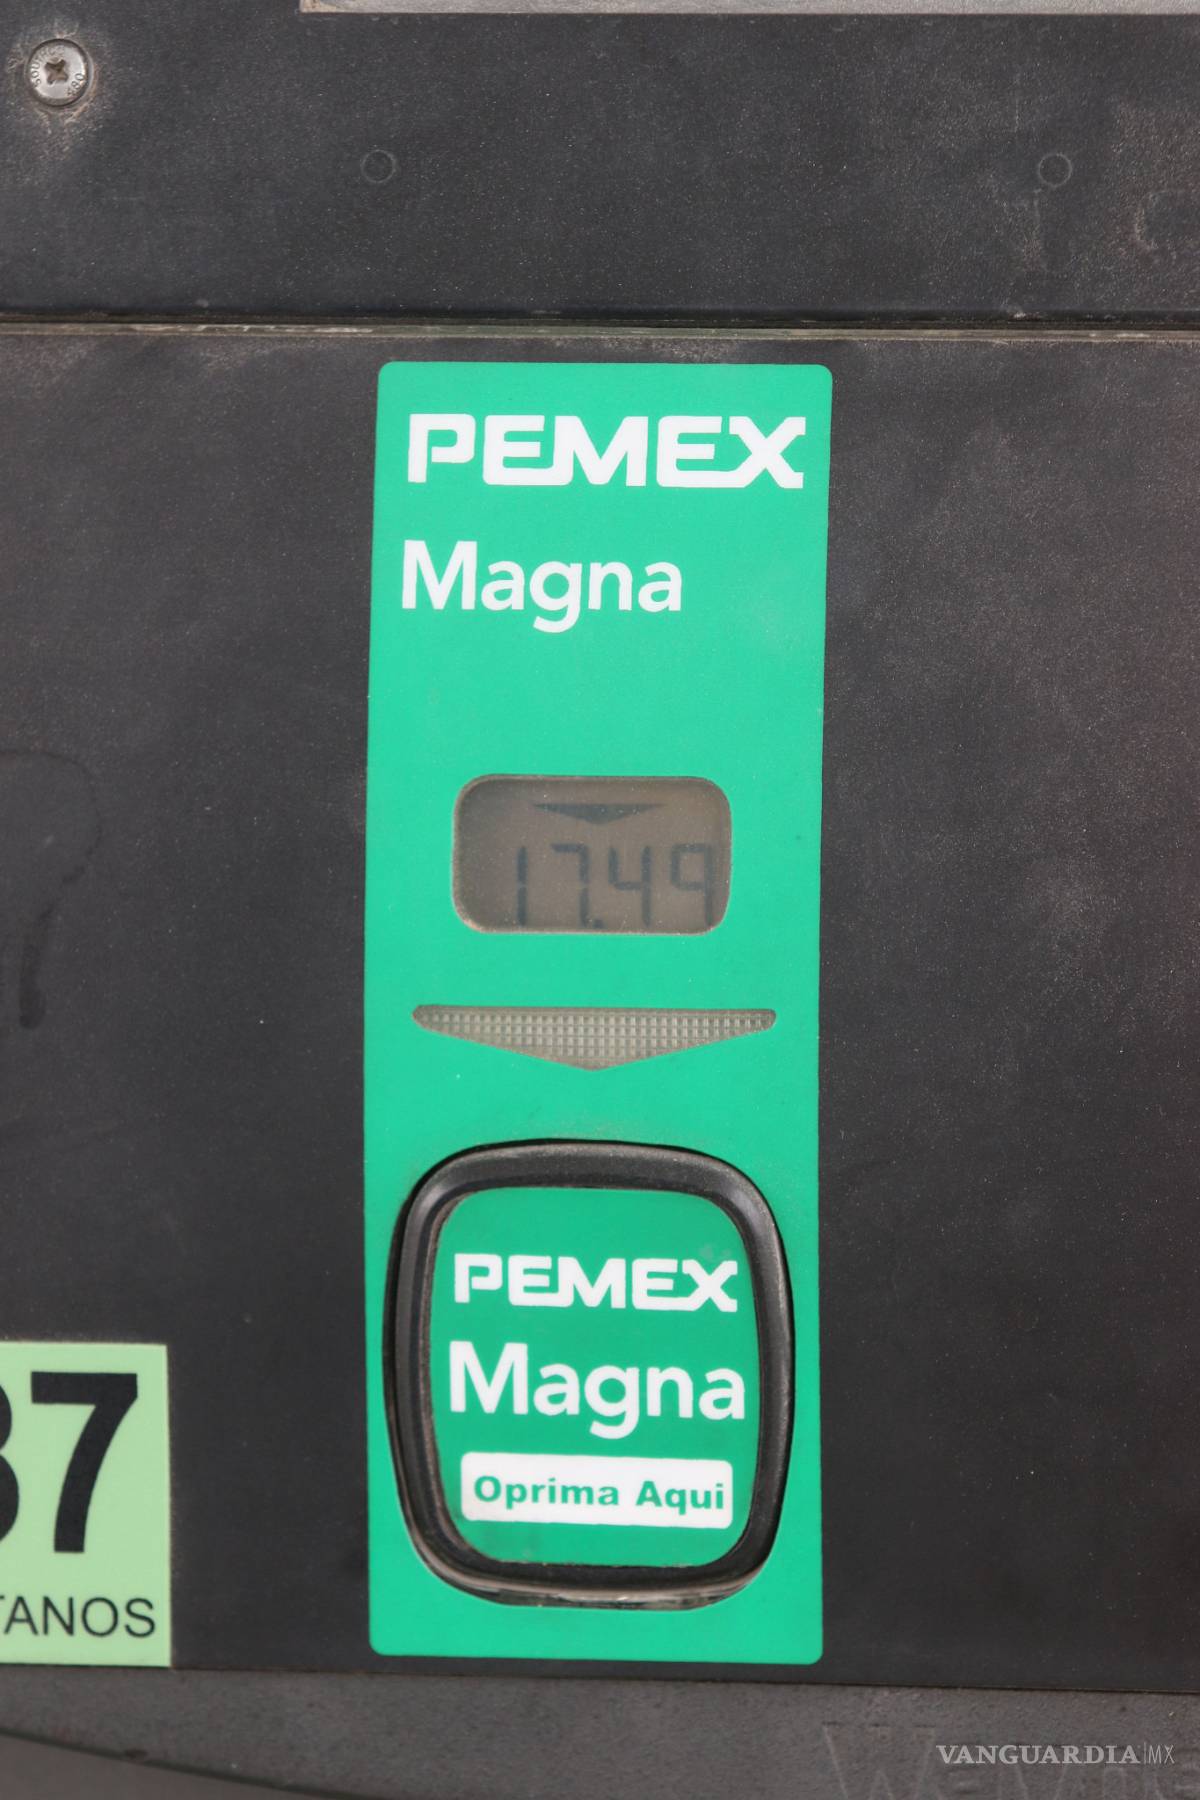 PEMEX
Magna
17.49
PEMEX
Magna
Oprima Aqui
87
TANOS
VANGUARDIA|MX